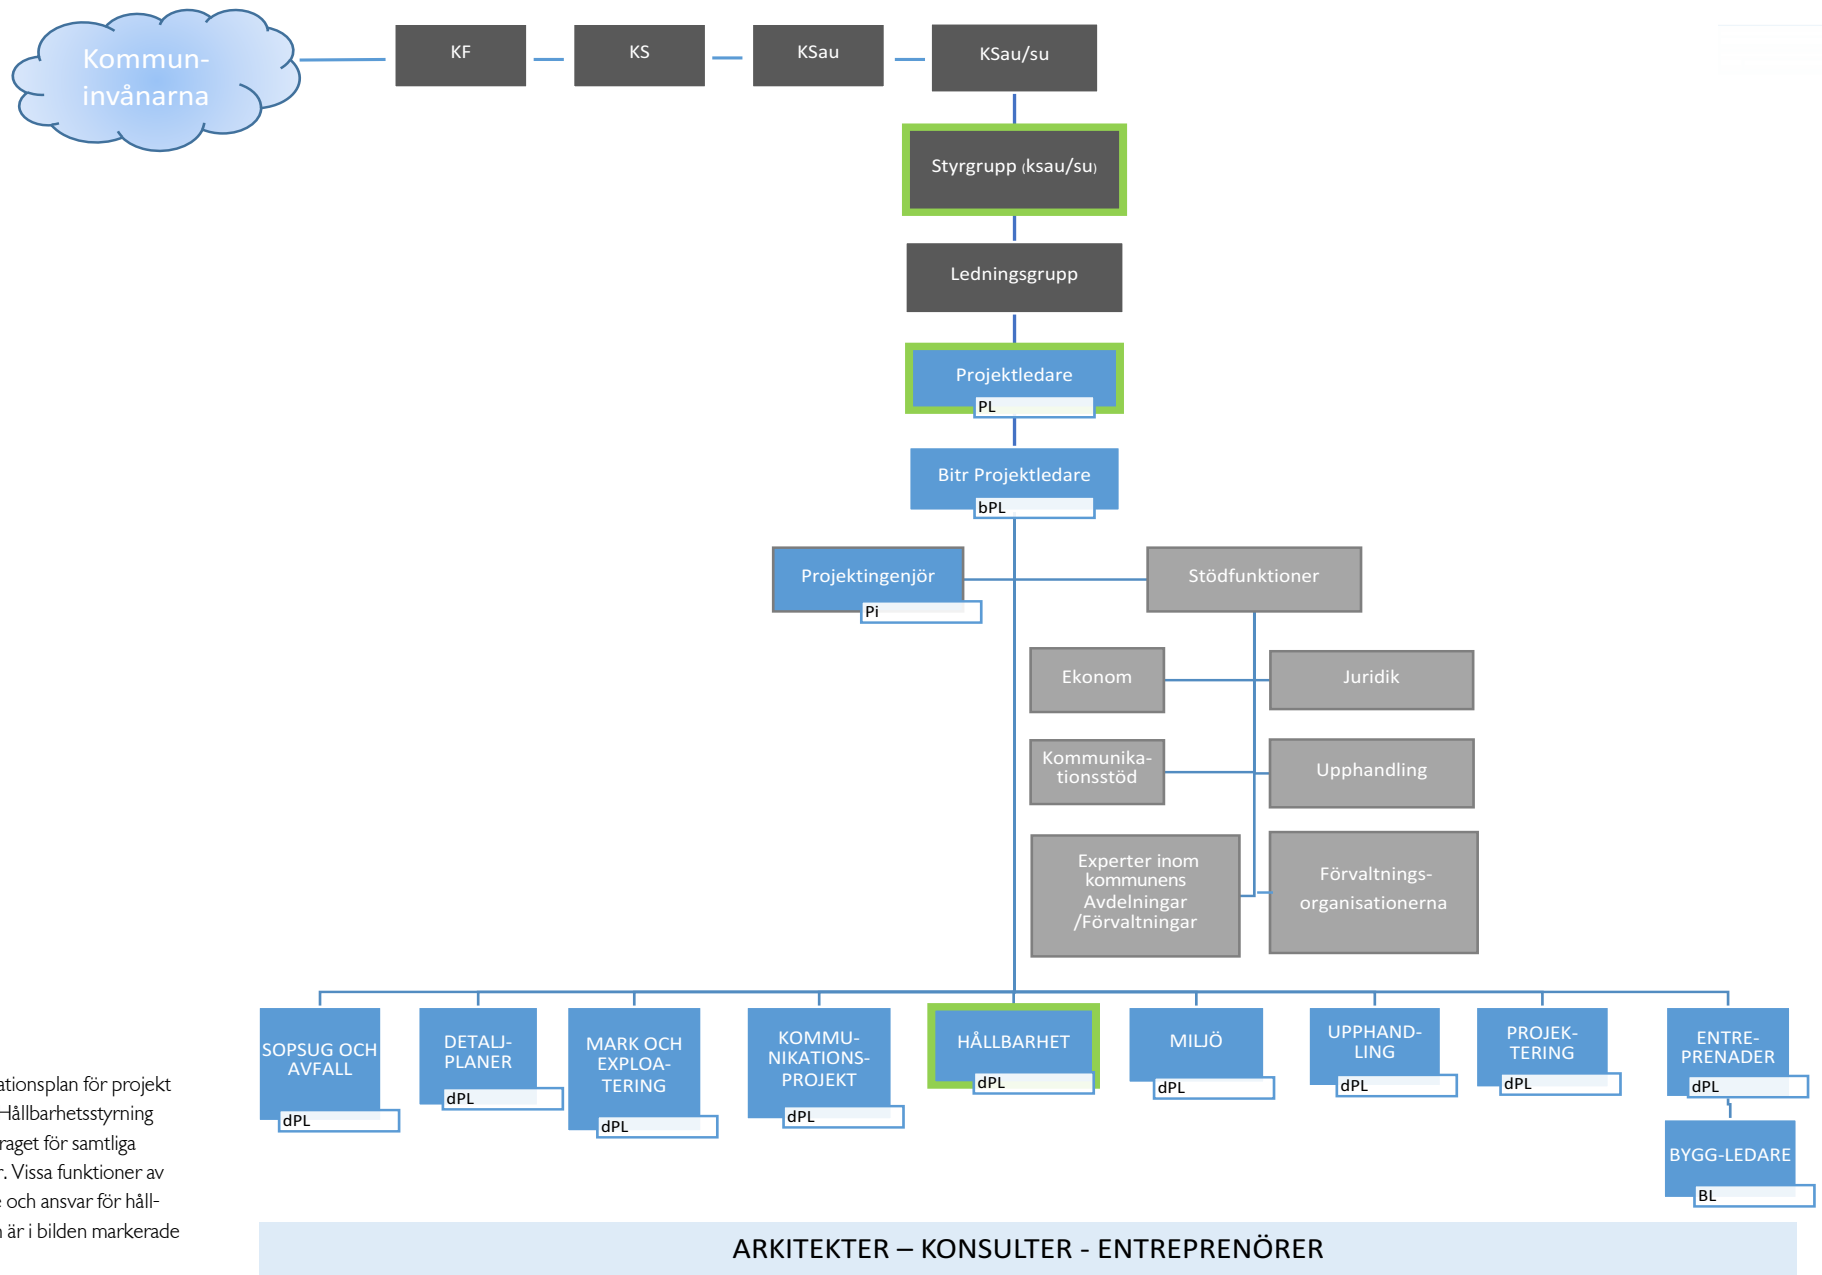 Kommun-
invånarna
KF
KS
KSau
KSau/su
Styrgrupp (ksau/su)
Ledningsgrupp
Projektledare
PL
Bitr Projektledare
bPL
Projektingenjör
Pi
Stödfunktioner
Ekonom
Juridik
Kommunika-
tionsstöd
Upphandling
Experter inom
kommunens
Avdelningar
/Förvaltningar
Förvaltnings-
organisationerna
SOPSUG OCH
AVFALL
dPL
DETALJ-
PLANER
dPL
MARK OCH
EXPLOA-
TERING
dPL
KOMMU-
NIKATIONS-
PROJEKT
dPL
HÅLLBARHET
dPL
MILJÖ
dPL
UPPHAND-
LING
dPL
PROJEK-
TERING
dPL
ENTRE-
PRENADER
dPL
BYGG-LEDARE
BL
ationsplan för projekt
Hållbarhetsstyrning
raget för samtliga
r. Vissa funktioner av
e och ansvar för håll-
n är i bilden markerade
ARKITEKTER – KONSULTER - ENTREPRENÖRER